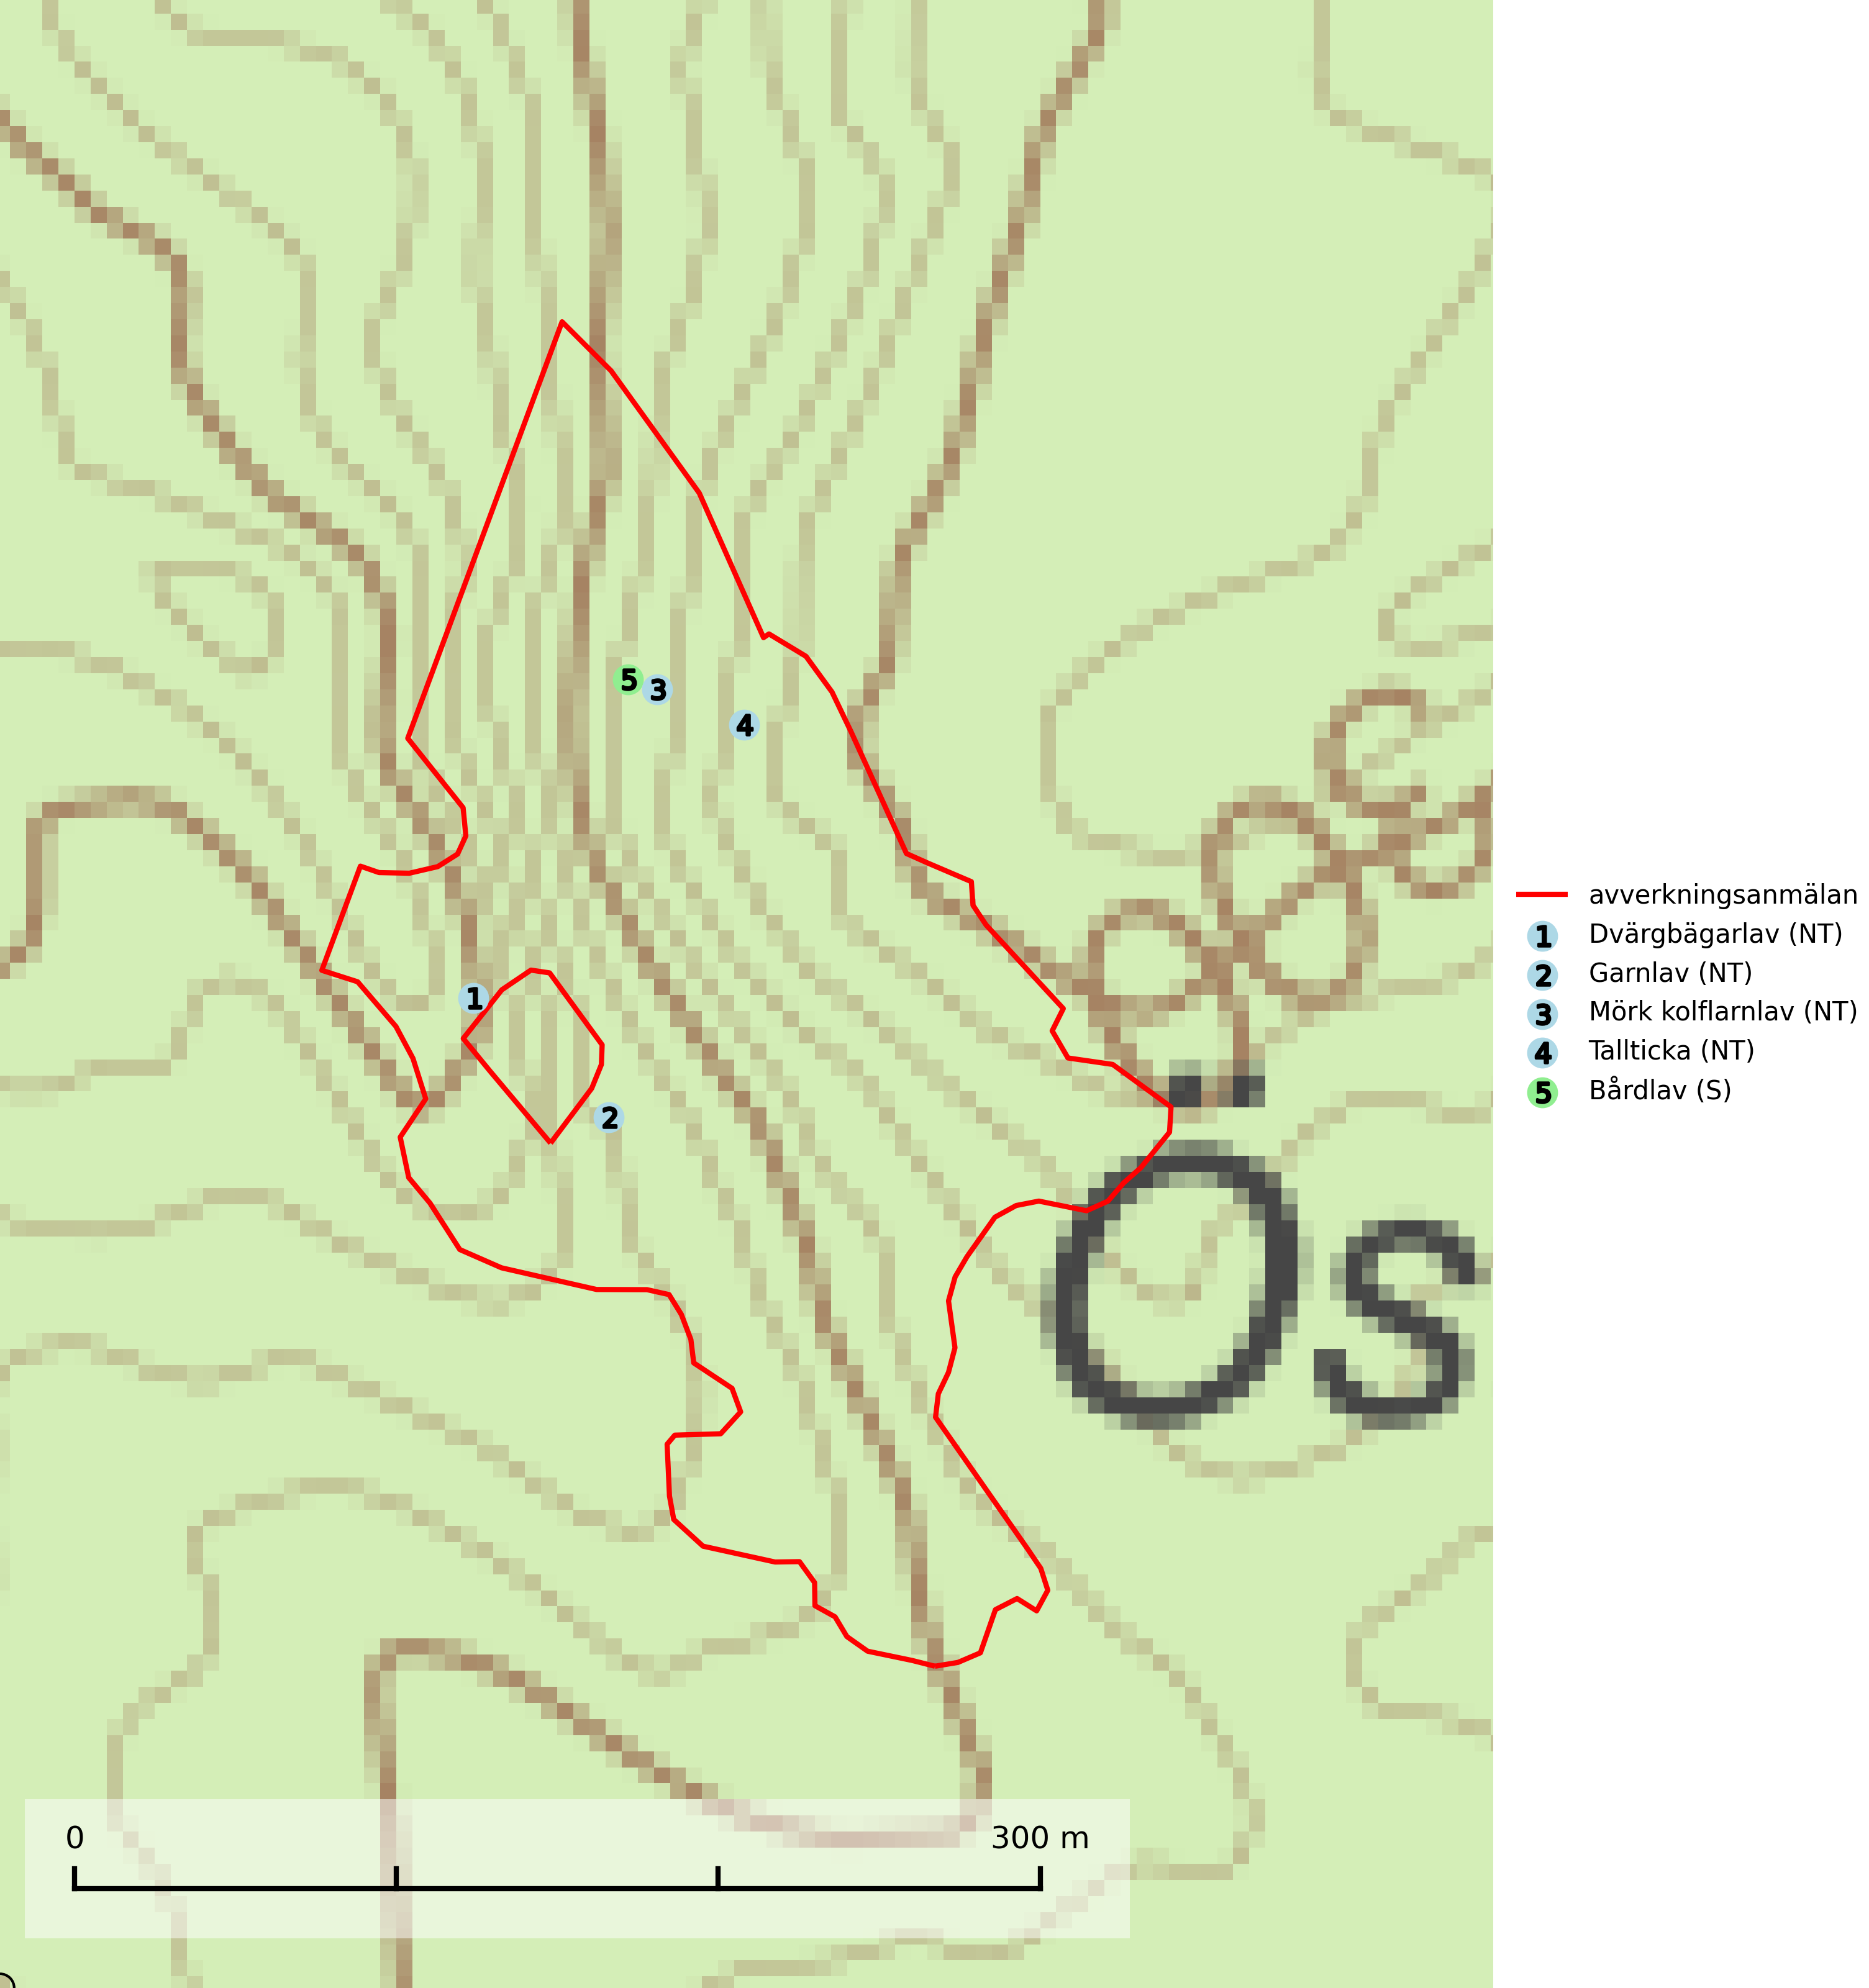 5
3
4
1
2
Os
avverkningsanmälan
1 Dvärgbägarlav (NT)
2 Garnlav (NT)
3 Mörk kolflarnlav (NT)
4 Tallticka (NT)
5 Bårdlav (S)
0 300 m